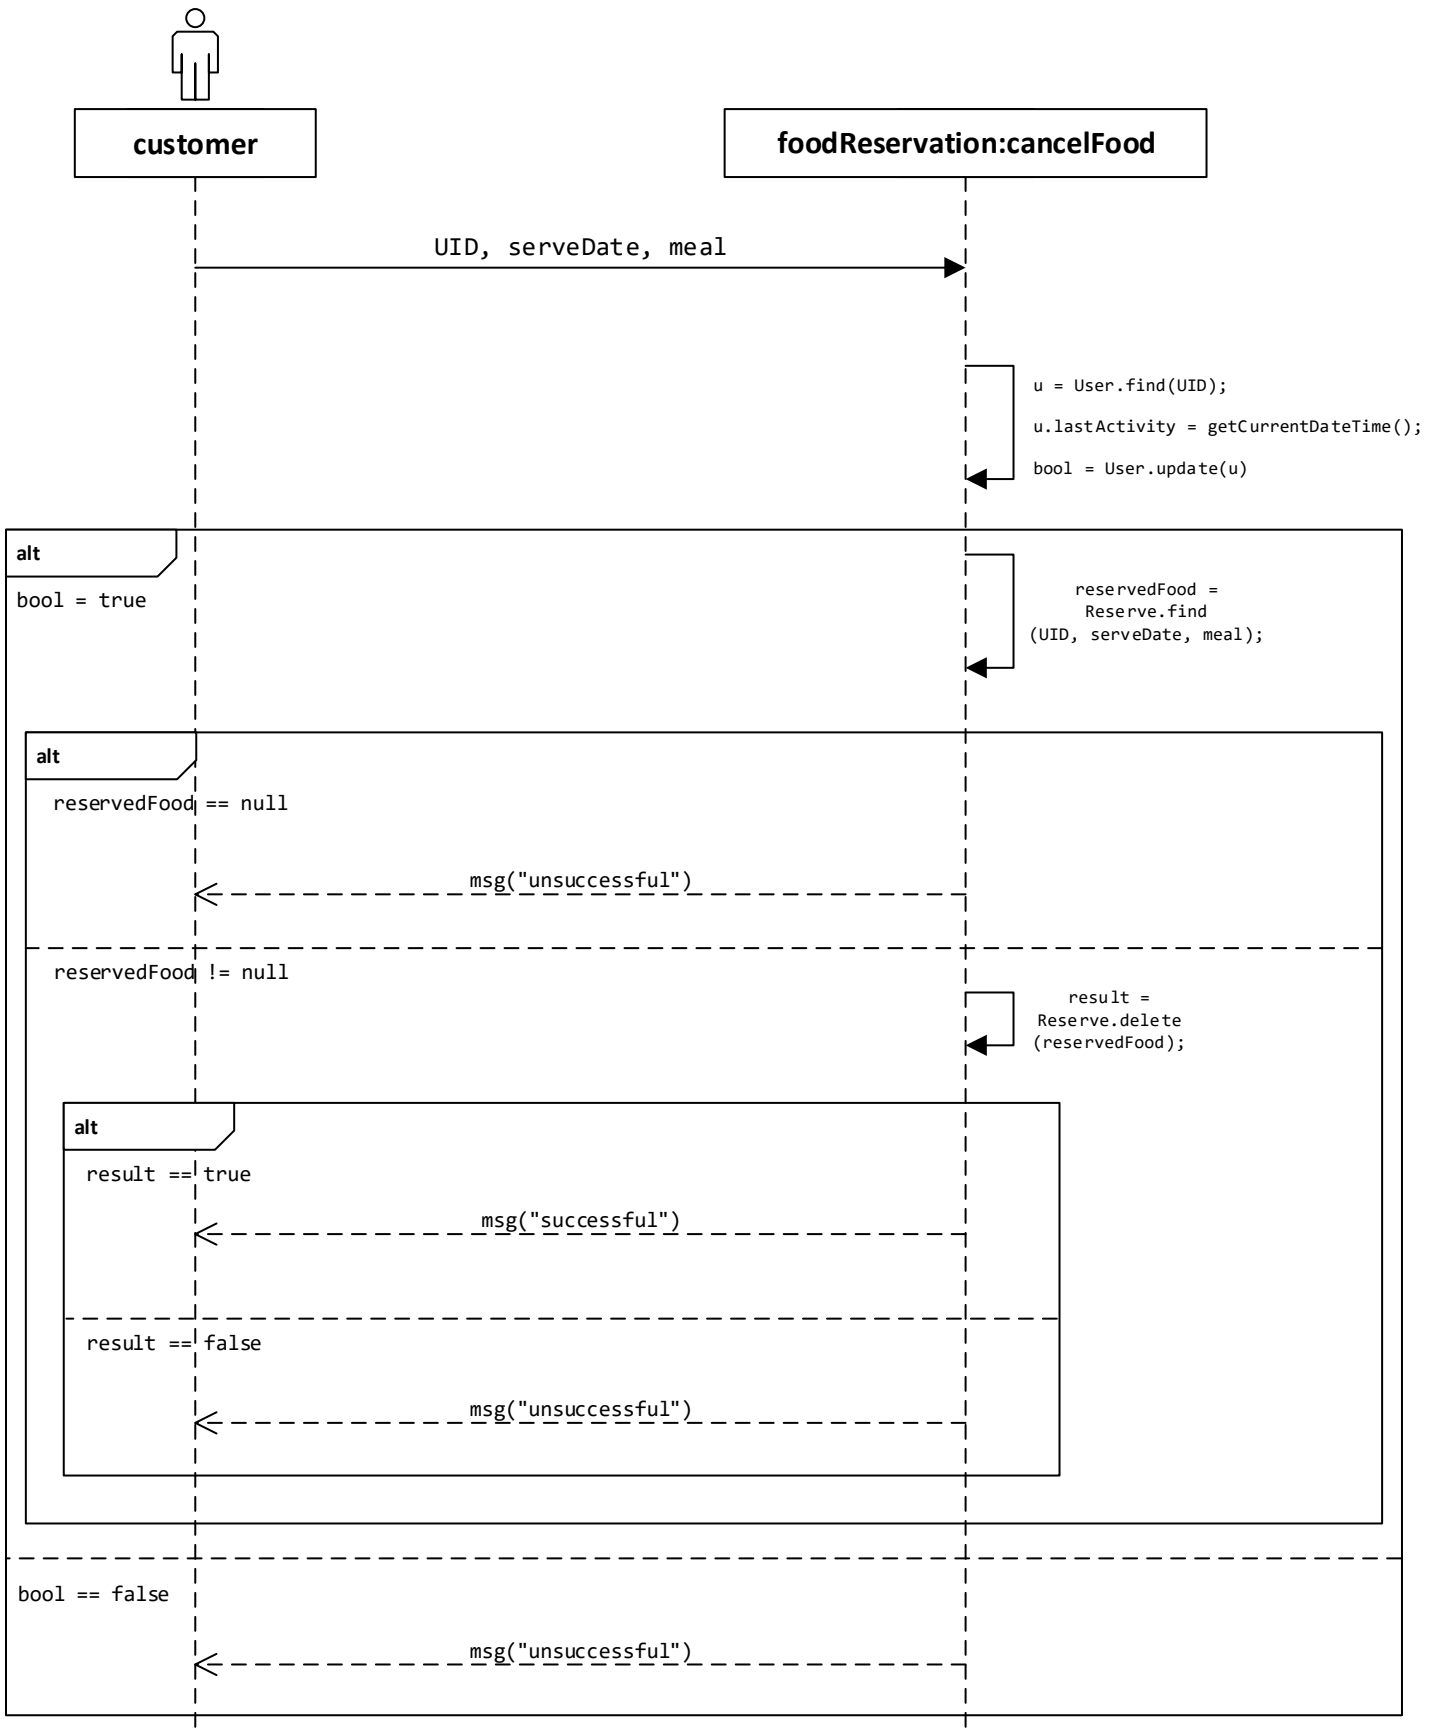 customer
foodReservation:cancelFood
UID, serveDate, meal
u = User.find(UID);
u.lastActivity = getCurrentDateTime();
bool = User.update(u)
alt
bool = true
reservedFood =
Reserve.find
(UID, serveDate, meal);
alt
reservedFood == null
msg("unsuccessful")
reservedFood != null
result =
Reserve.delete
(reservedFood);
alt
result == true
msg("successful")
result == false
msg("unsuccessful")
bool == false
msg("unsuccessful")